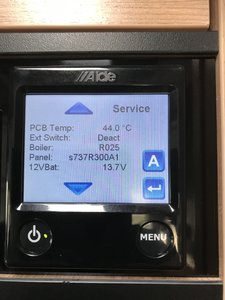 Alde
Service
PCB Temp: 44.0 °C
Ext Switch: Deact
Boiler: R025
Panel: s737R300A1
12VBat: 13.7V
A
MENU